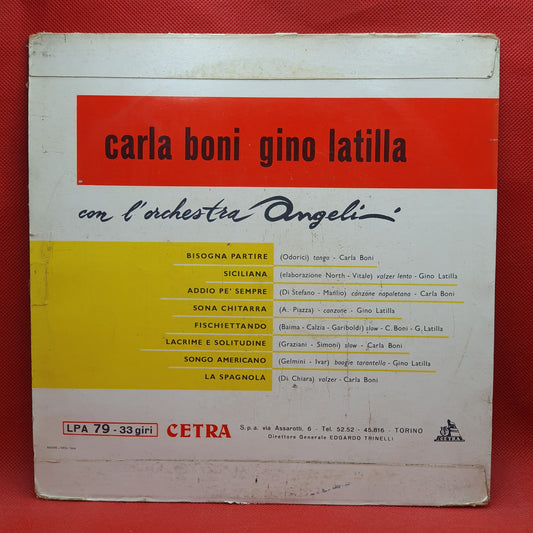 carla boni gino latilla
con l'orchestra Angelini
BISOGNA PARTIRE (Odorici) tango - Carla Boni
SICILIANA (elaborazione North - Vitale) valzer lento - Gino Latilla
ADDIO PE' SEMPRE (Di Stefano - Manlio) canzone napoletana - Carla Boni
SONA CHITARRA (A. Piazza) - canzone - Gino Latilla
FISCHIETTANDO (Baima - Calzia - Gariboldi) slow - C. Boni - G. Latilla
LACRIME E SOLITUDINE (Graziani - Simoni) slow - Carla Boni
SONGO AMERICANO (Gelmini - Ivar) boogie tarantella - Gino Latilla
LA SPAGNOLA (Di Chiara) valzer - Carla Boni
LPA 79 - 33 giri CETRA S.p.a. via Assarotti, 6 - Tel. 52.52 - 45.816 - TORINO
Direttore Generale EDGARDO TRINELLI
CETRA